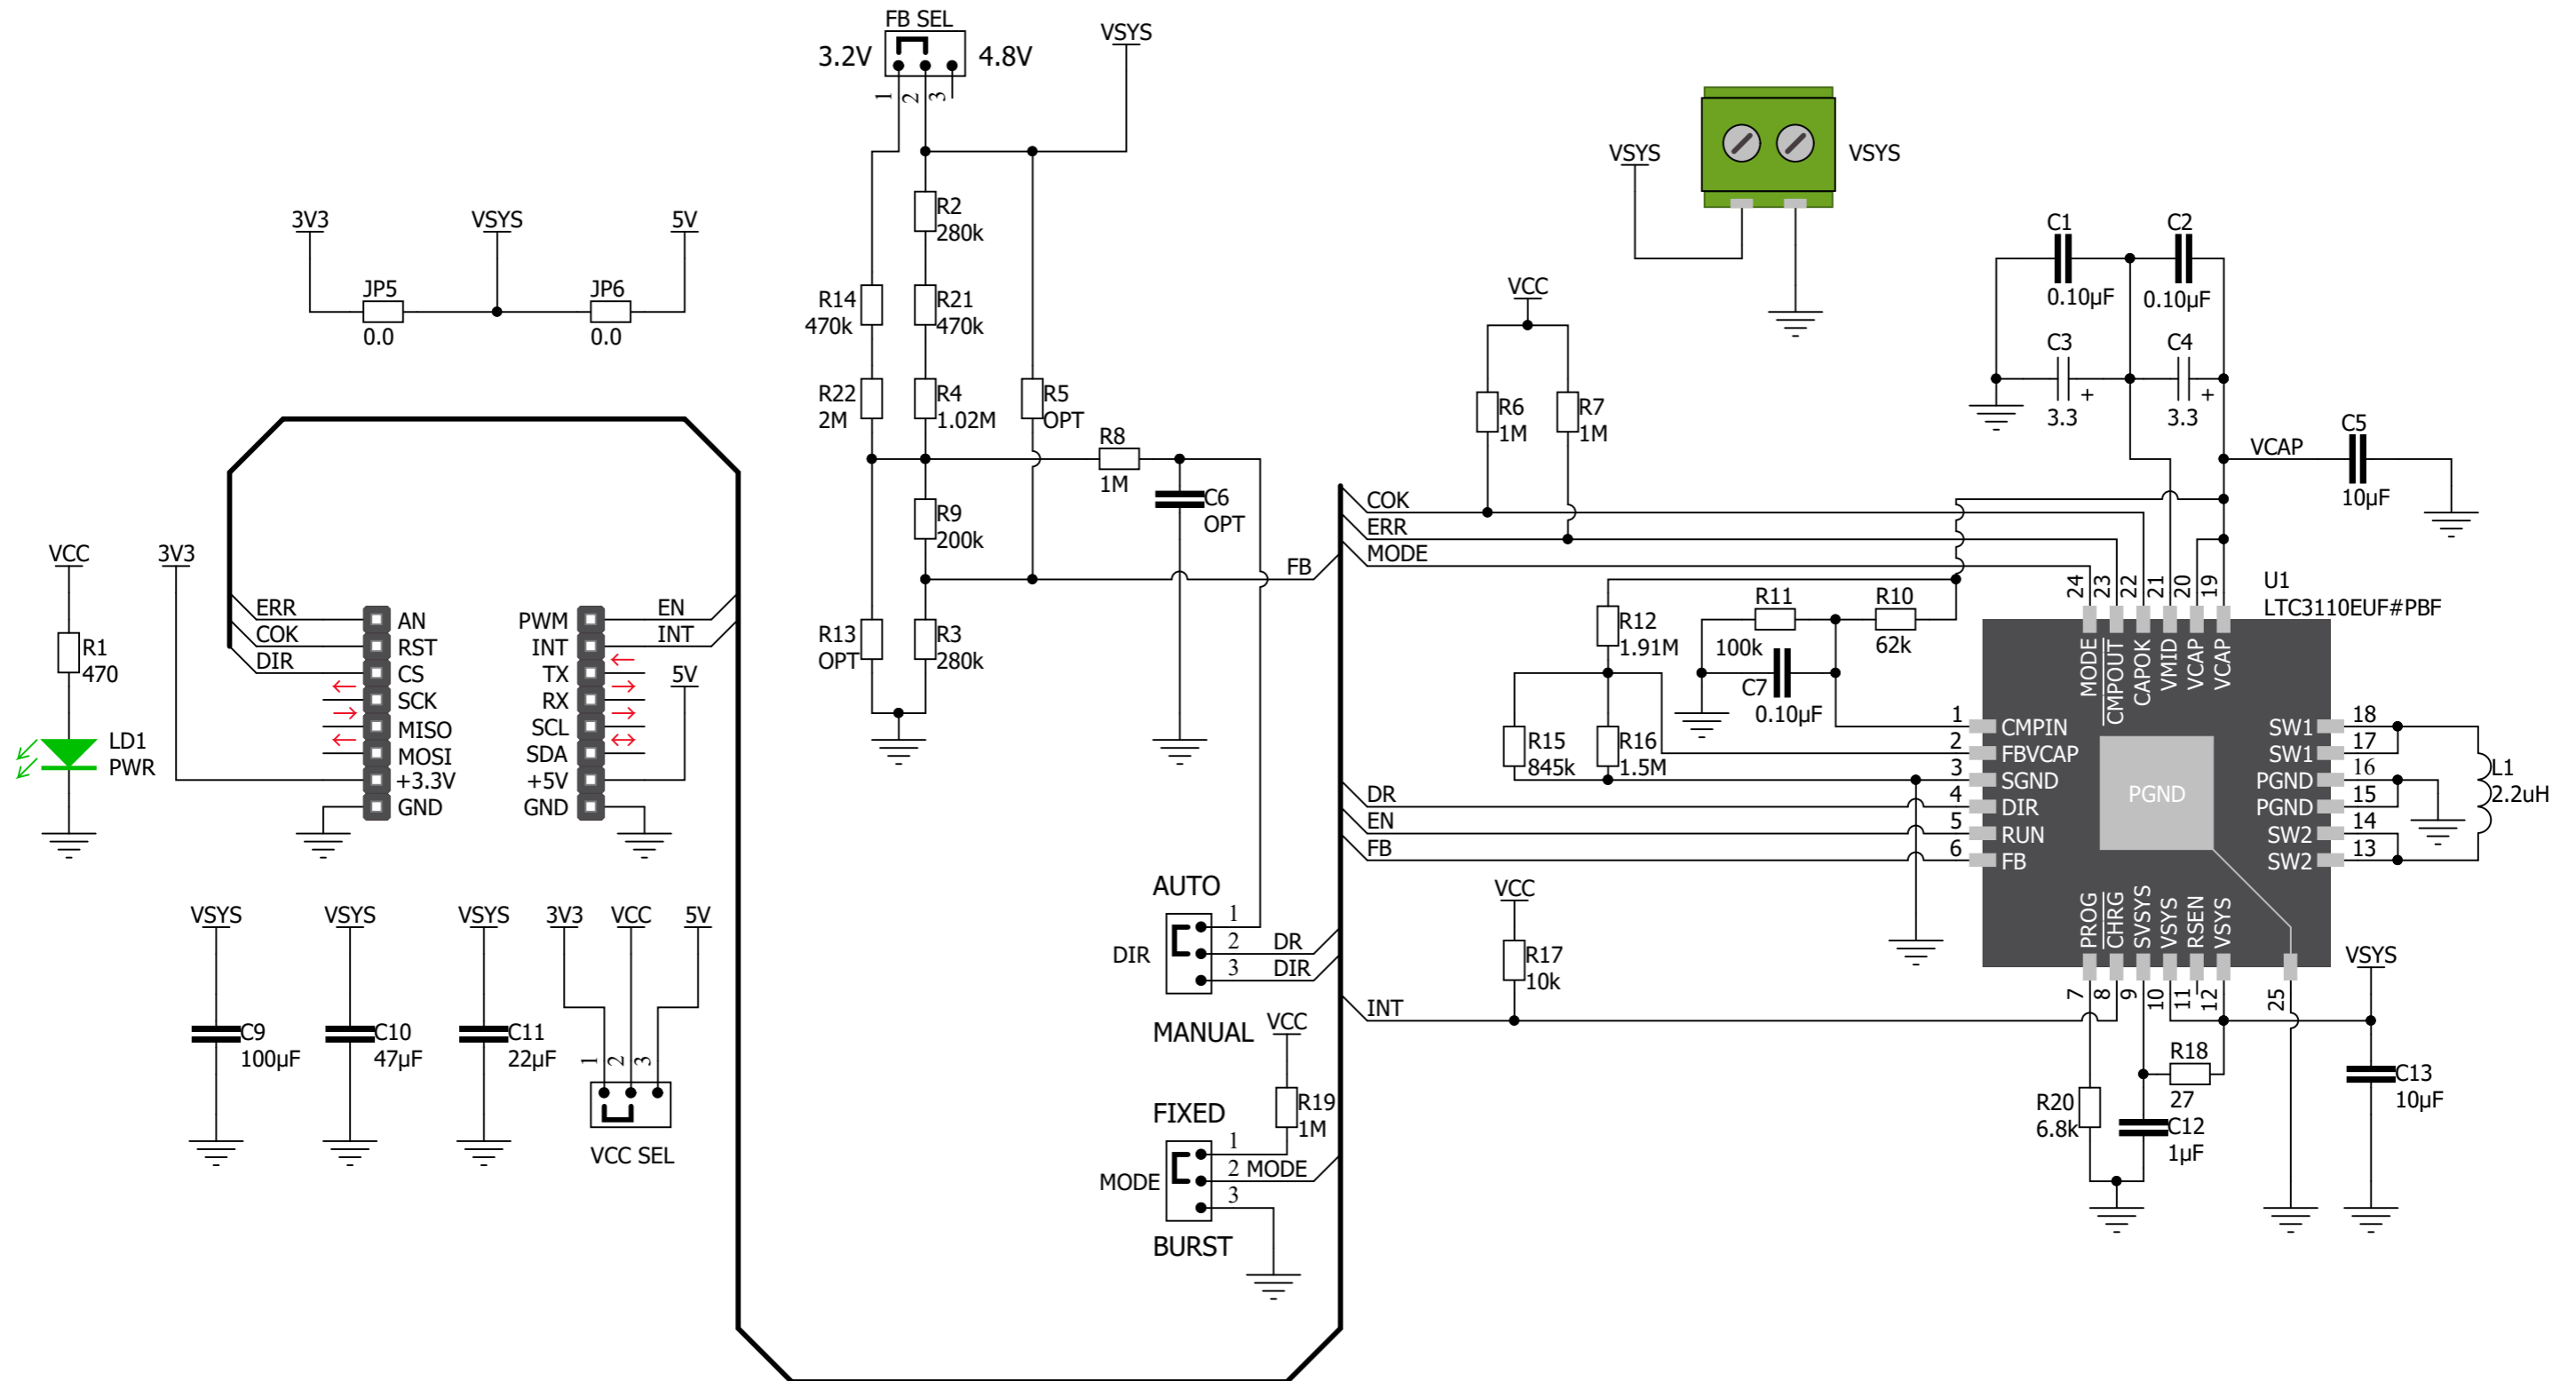 FB SEL
3.2V
4.8V
1
2
3
VSYS
R2
280k
R14
470k
R21
470k
R22
2M
R4
1.02M
R5
OPT
R8
1M
R9
200k
C6
OPT
FB
R13
OPT
R3
280k
3V3
VSYS
5V
JP5
0.0
JP6
0.0
VCC
3V3
R1
470
LD1
PWR
ERR
COK
DIR
AN
RST
CS
SCK
MISO
MOSI
+3.3V
GND
PWM
INT
TX
RX
SCL
SDA
+5V
GND
EN
INT
5V
VSYS
C9
100µF
VSYS
C10
47µF
VSYS
C11
22µF
3V3
VCC
5V
1
2
3
VCC SEL
AUTO
DIR
1
2
3
DR
DIR
MANUAL
VCC
R19
1M
FIXED
MODE
1
2
3
MODE
BURST
VSYS
VSYS
VCC
R6
1M
R7
1M
COK
ERR
MODE
C1
0.10µF
C2
0.10µF
C3
3.3
+
C4
3.3
+
VCAP
C5
10µF
R12
1.91M
R11
100k
R10
62k
C7
0.10µF
R15
845k
R16
1.5M
DR
EN
FB
VCC
R17
10k
INT
U1
LTC3110EUF#PBF
24
23
22
21
20
19
MODE
CMPOUT
CAPOK
VMID
VCAP
VCAP
1
2
3
4
5
6
CMPIN
FBVCAP
SGND
DIR
RUN
FB
PGND
SW1
SW1
PGND
PGND
SW2
SW2
18
17
16
15
14
13
L1
2.2uH
PROG
CHRG
SVSYS
VSYS
RSEN
VSYS
7
8
9
10
11
12
25
VSYS
R18
27
R20
6.8k
C12
1µF
C13
10µF